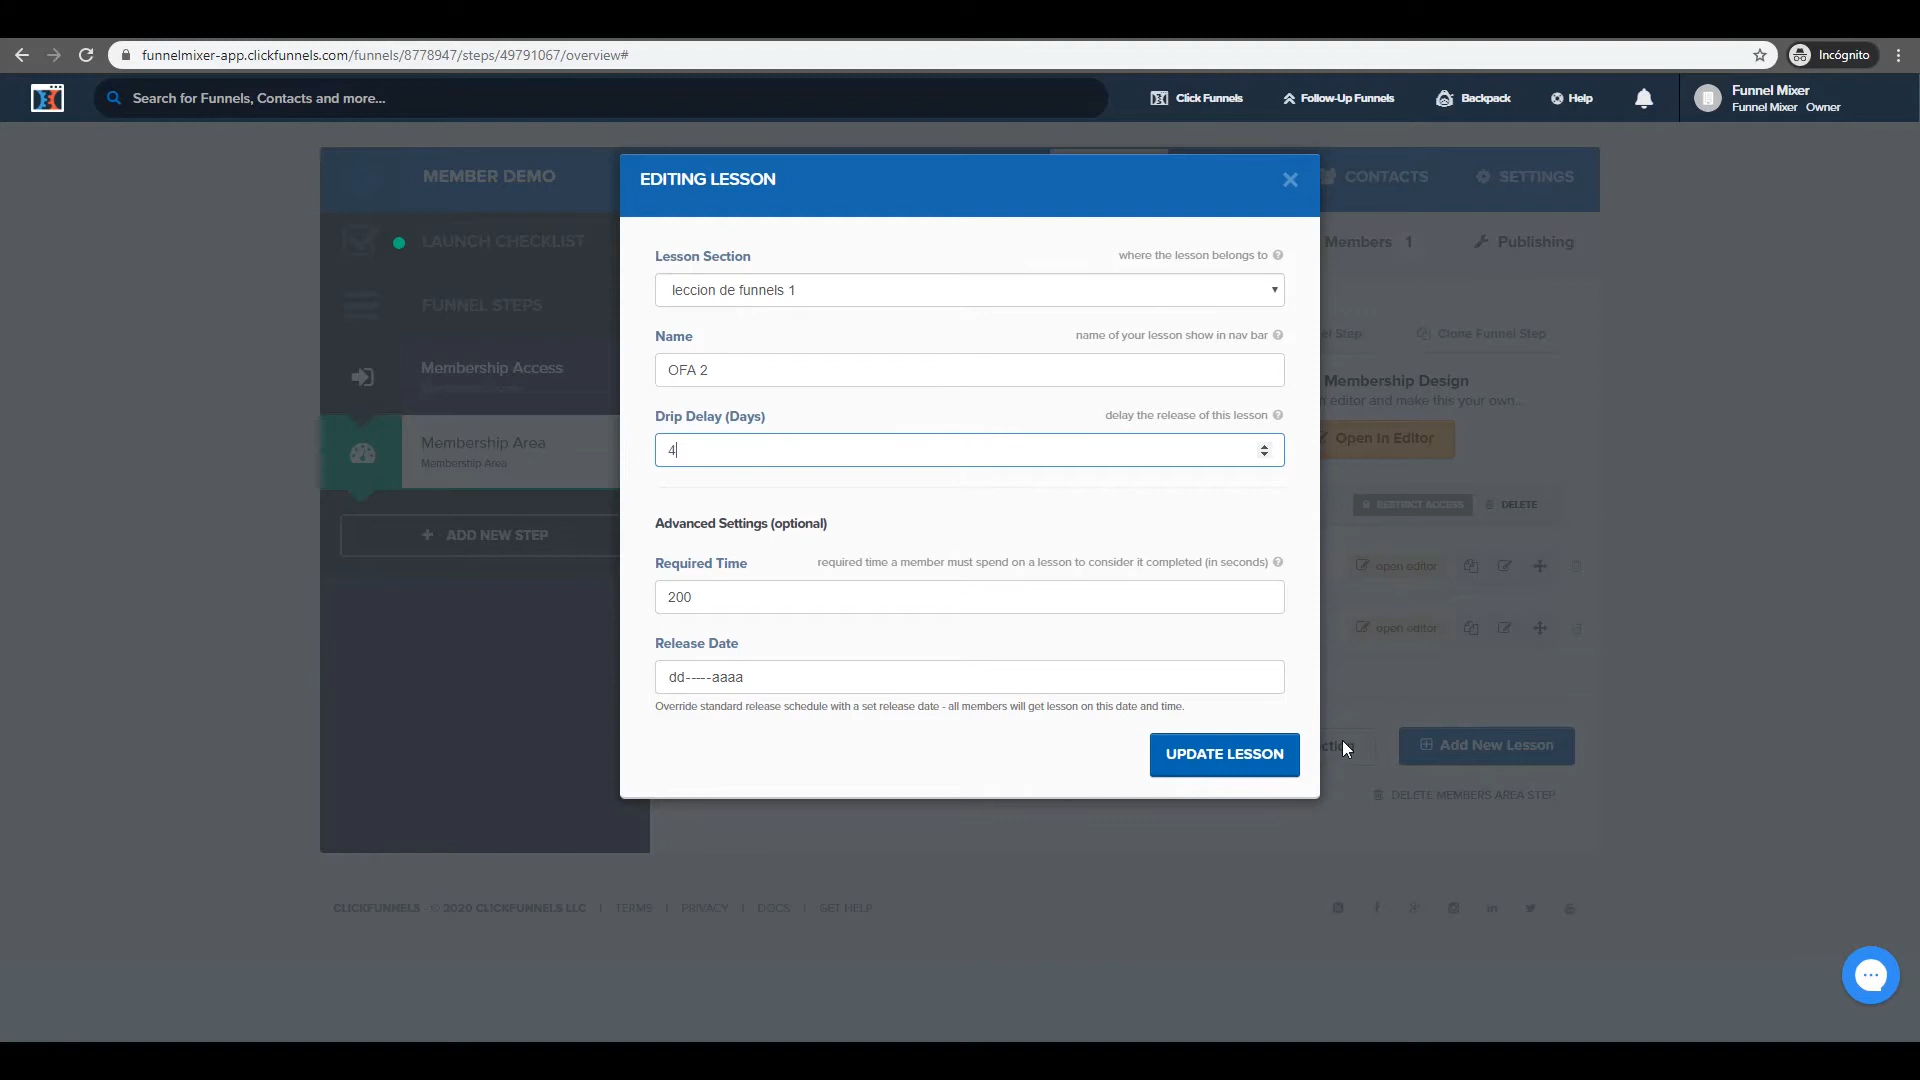 funnelmixer-app.clickfunnels.com/funnels/8778947/steps/49791067/overview#
Incógnito
Search for Funnels, Contacts and more...
Click Funnels
Follow-Up Funnels
Backpack
Help
Funnel Mixer
Funnel Mixer Owner
MEMBER DEMO
CONTACTS
SETTINGS
LAUNCH CHECKLIST
Members 1
Publishing
FUNNEL STEPS
Step
Clone Funnel Step
Membership Access
Membership Design
editor and make this your own...
Open In Editor
Membership Area
Membership Area
RESTRICT ACCESS
DELETE
ADD NEW STEP
open editor
open editor
Add New Lesson
DELETE MEMBERS AREA STEP
EDITING LESSON
×
Lesson Section
where the lesson belongs to
leccion de funnels 1
Name
name of your lesson show in nav bar
OFA 2
Drip Delay (Days)
delay the release of this lesson
4
Advanced Settings (optional)
Required Time
required time a member must spend on a lesson to consider it completed (in seconds)
200
Release Date
dd-----aaaa
Override standard release schedule with a set release date - all members will get lesson on this date and time.
UPDATE LESSON
CLICKFUNNELS © 2020 CLICKFUNNELS LLC | TERMS | PRIVACY | DOCS | GET HELP